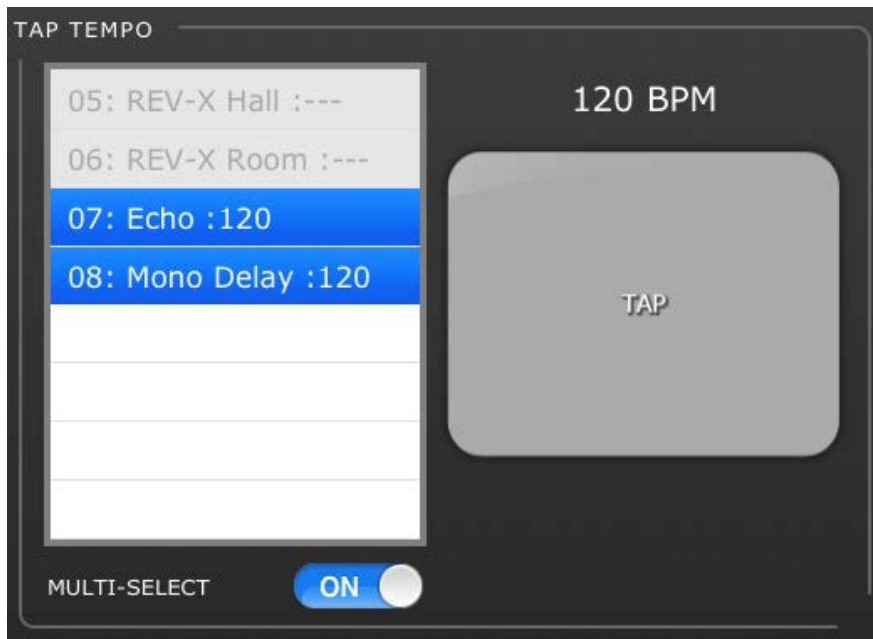 TAP TEMPO
05: REV-X Hall :---
06: REV-X Room :---
07: Echo :120
08: Mono Delay :120
120 BPM
TAP
MULTI-SELECT
ON